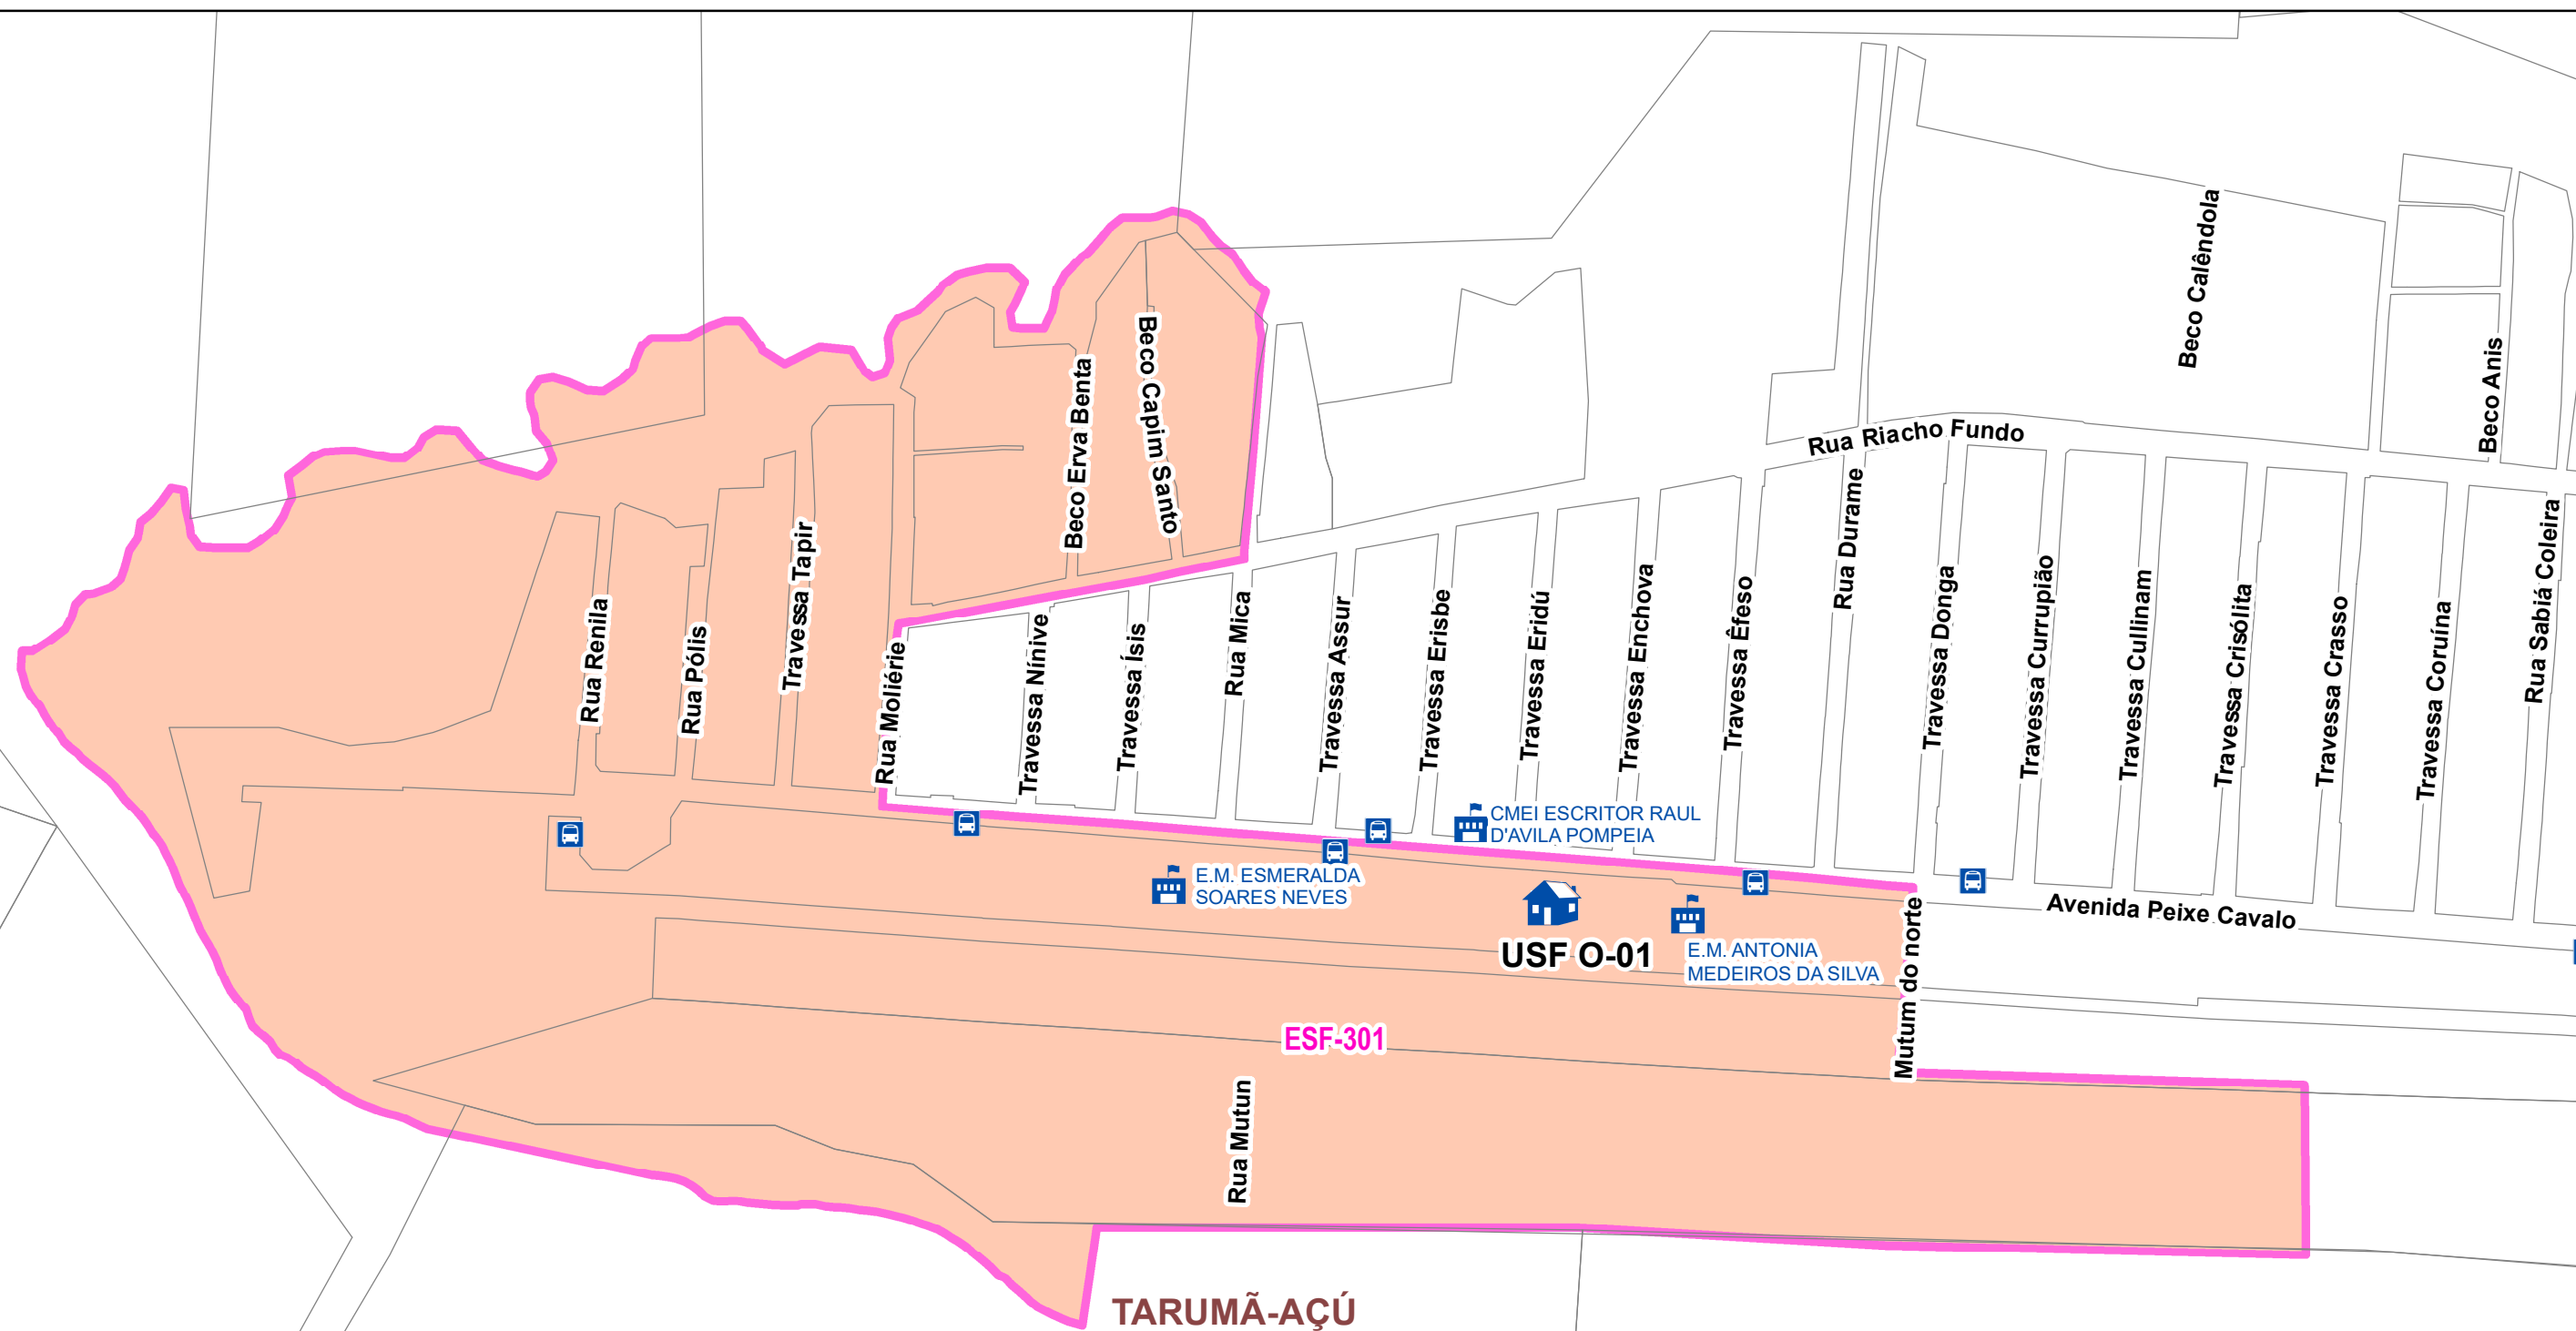 Beco Calêndola
Beco Anis
Beco Capim Santo
Beco Erva Benta
Rua Riacho Fundo
Rua Renila
Rua Pólis
Travessa Tapir
Rua Moliérie
Travessa Nínive
Travessa Ísis
Rua Mica
Travessa Assur
Travessa Erisbe
Travessa Eridú
Travessa Enchova
Travessa Êfeso
Rua Durame
Travessa Donga
Travessa Currupião
Travessa Cullinam
Travessa Crisólita
Travessa Crasso
Travessa Coruína
Rua Sabiá Coleira
CMEI ESCRITOR RAUL
D'AVILA POMPEIA
E.M. ESMERALDA
SOARES NEVES
Avenida Peixe Cavalo
USF O-01
E.M. ANTONIA
MEDEIROS DA SILVA
Mutum do norte
ESF-301
Rua Mutun
TARUMÃ-AÇÚ